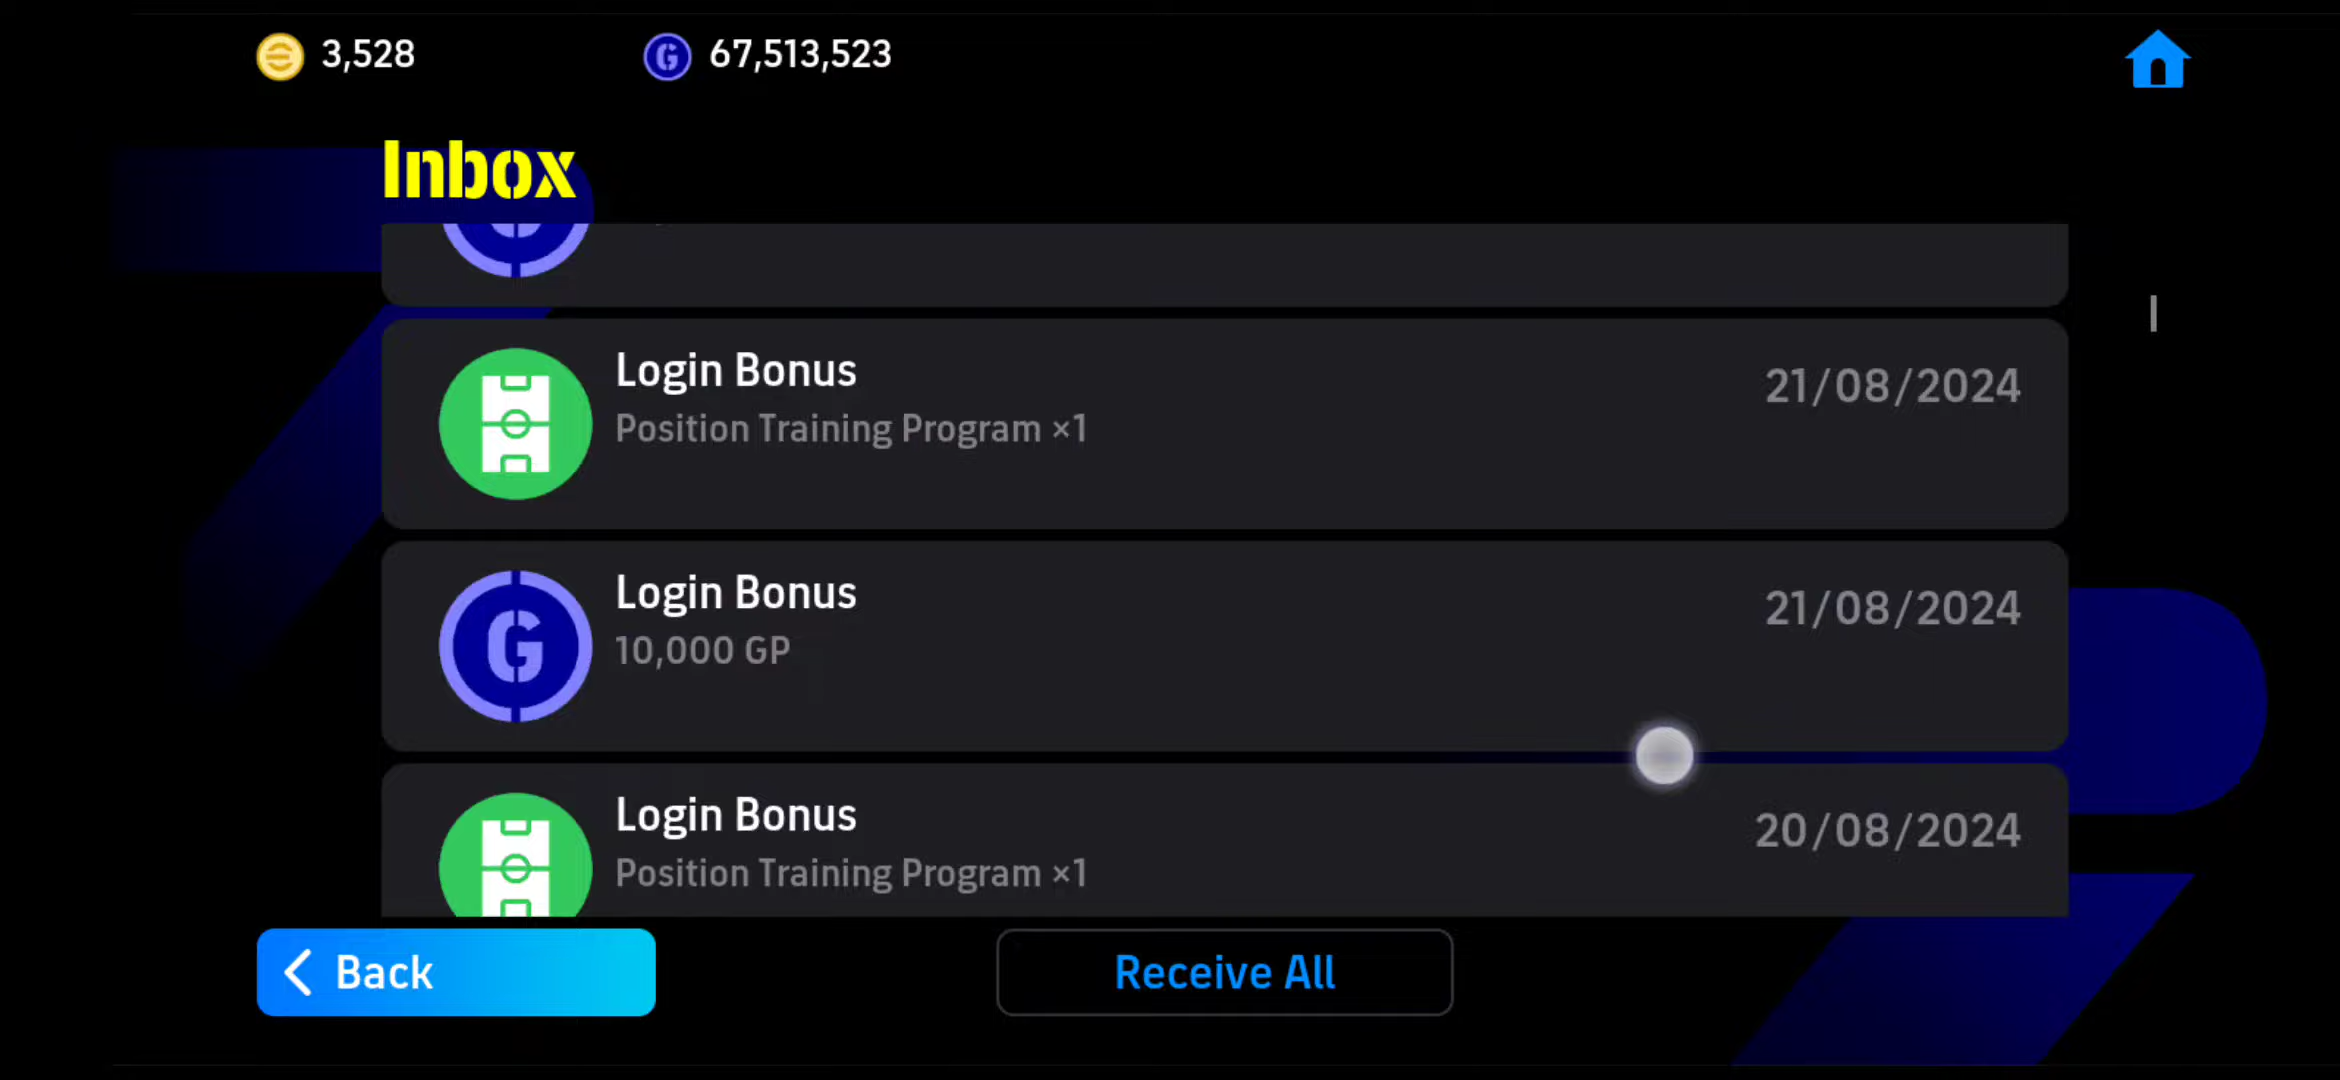 3,528
67,513,523
Inbox
Login Bonus
21/08/2024
Position Training Program ×1
Login Bonus
21/08/2024
10,000 GP
Login Bonus
20/08/2024
Position Training Program ×1
Back
Receive All